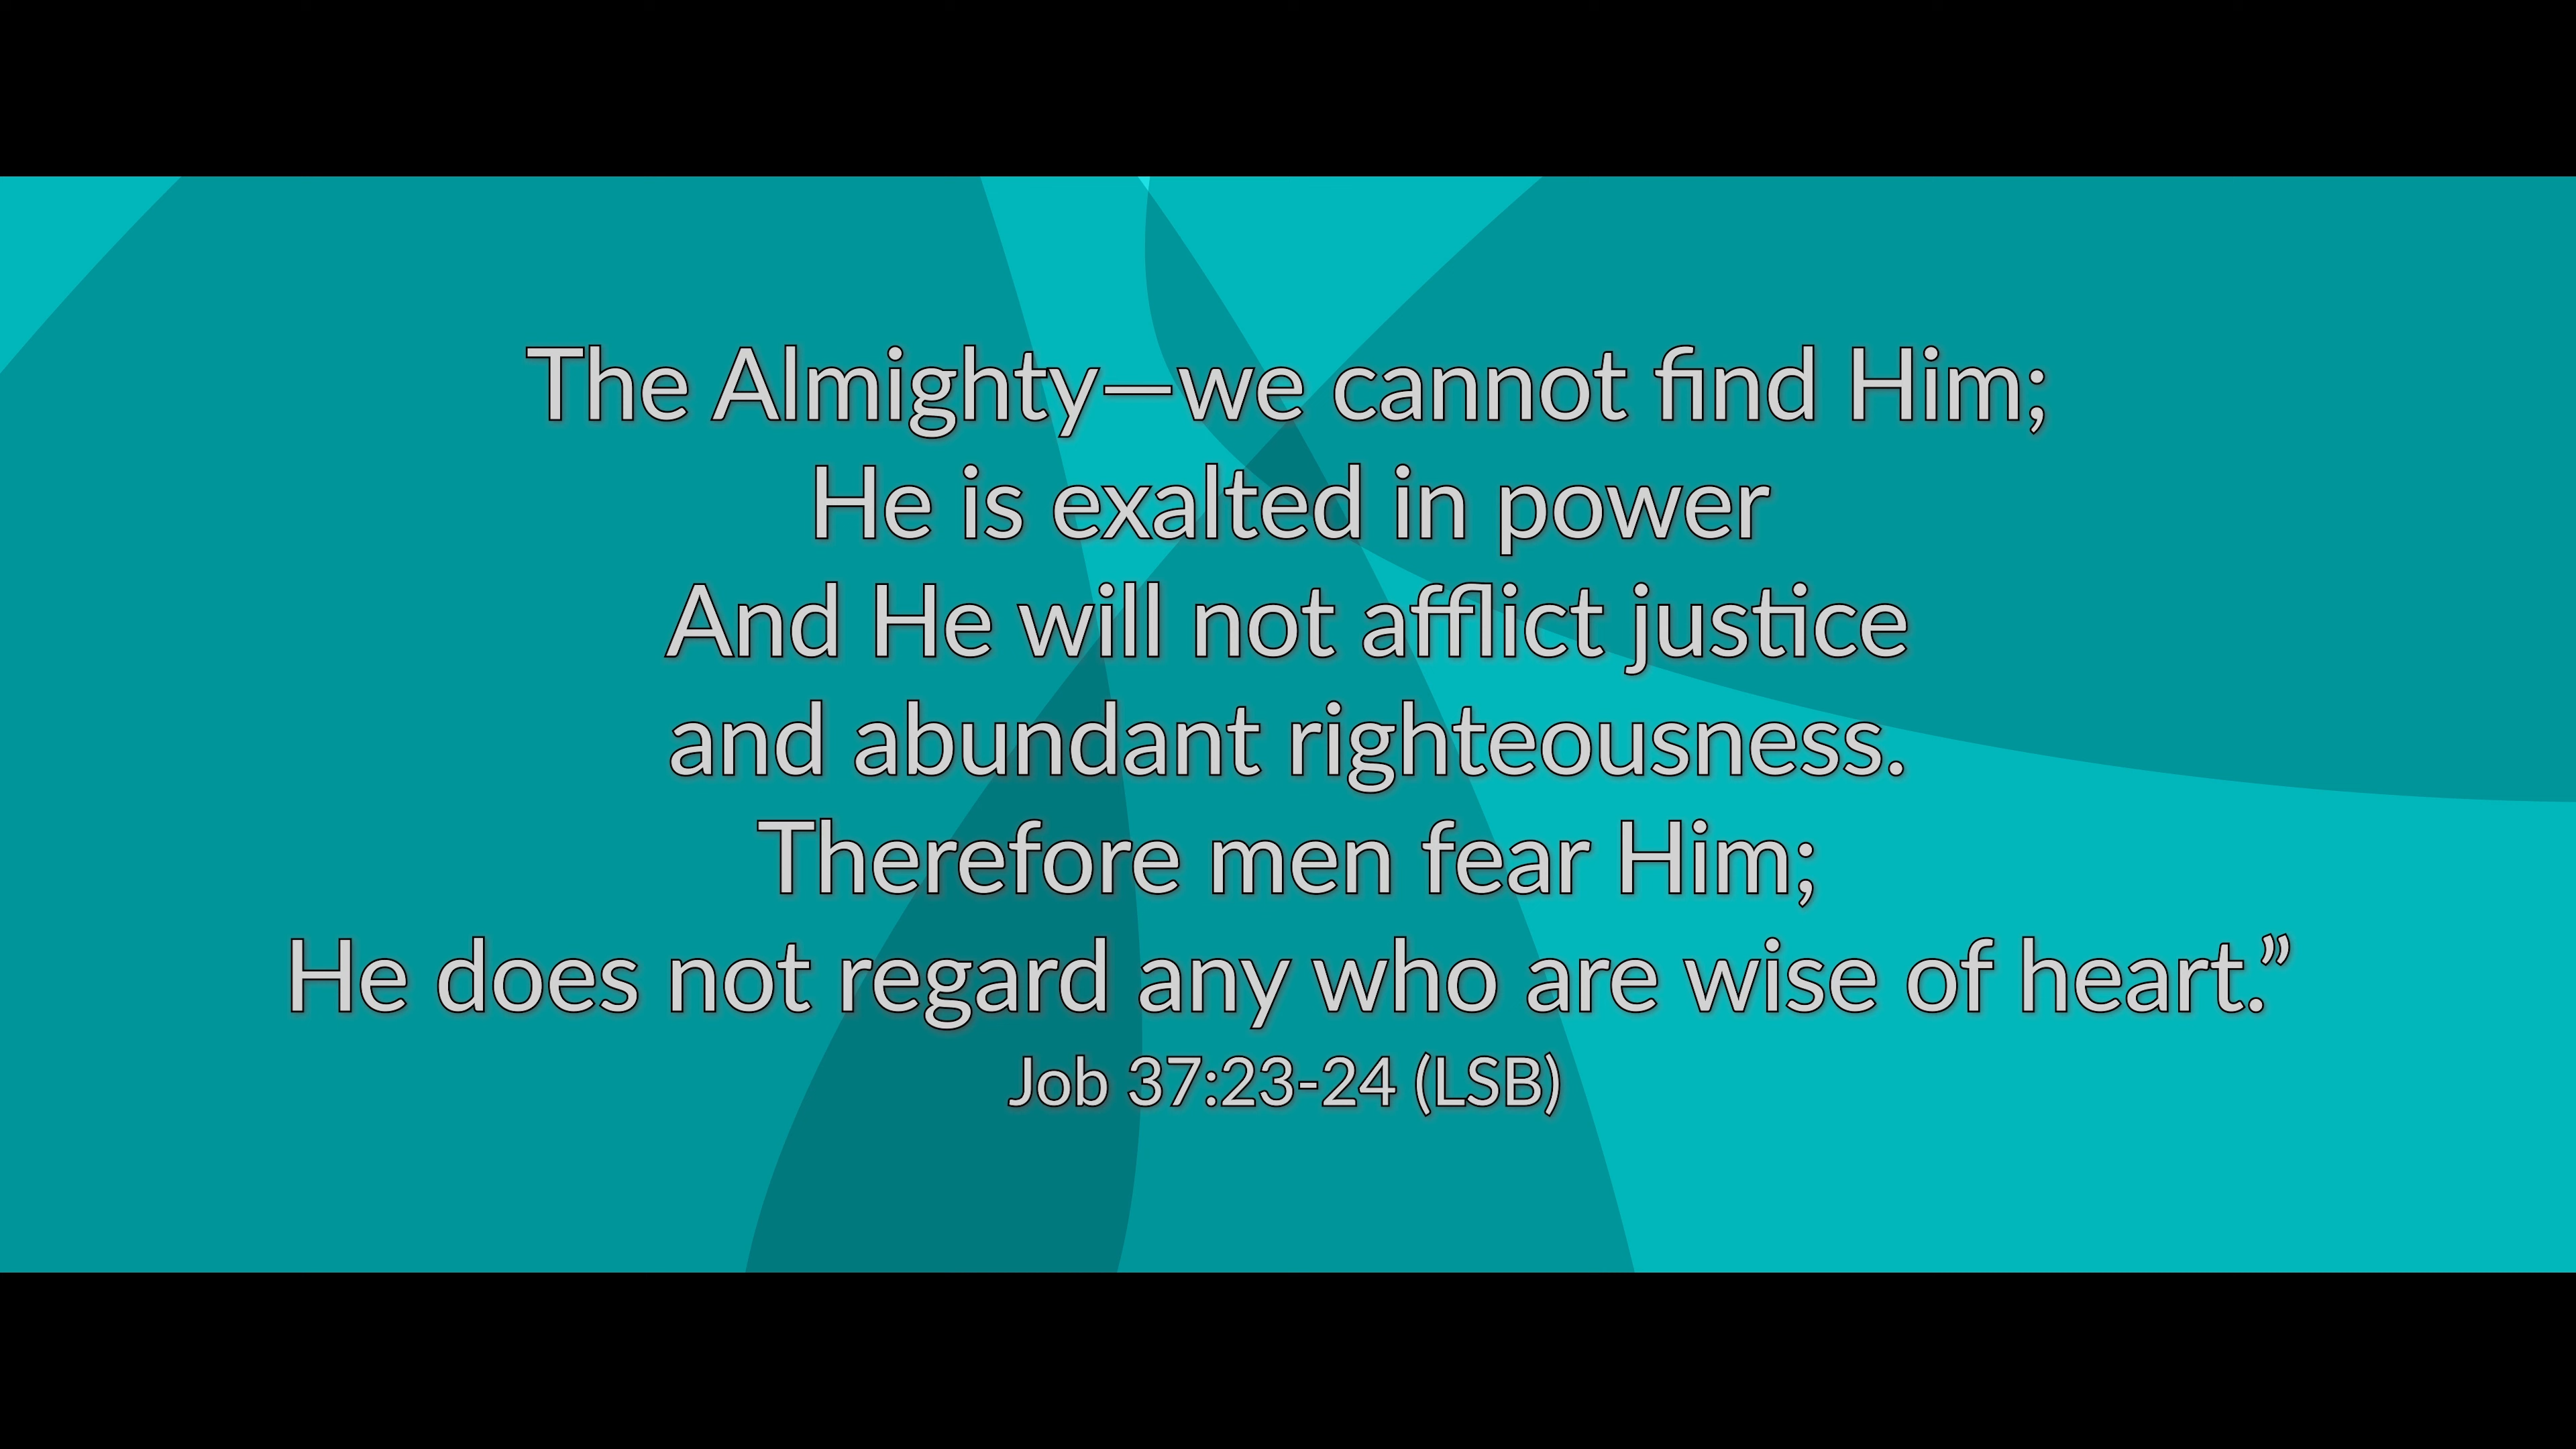 The Almighty—we cannot find Him;
He is exalted in power
And He will not afflict justice
and abundant righteousness.
Therefore men fear Him;
He does not regard any who are wise of heart.”
Job 37:23-24 (LSB)